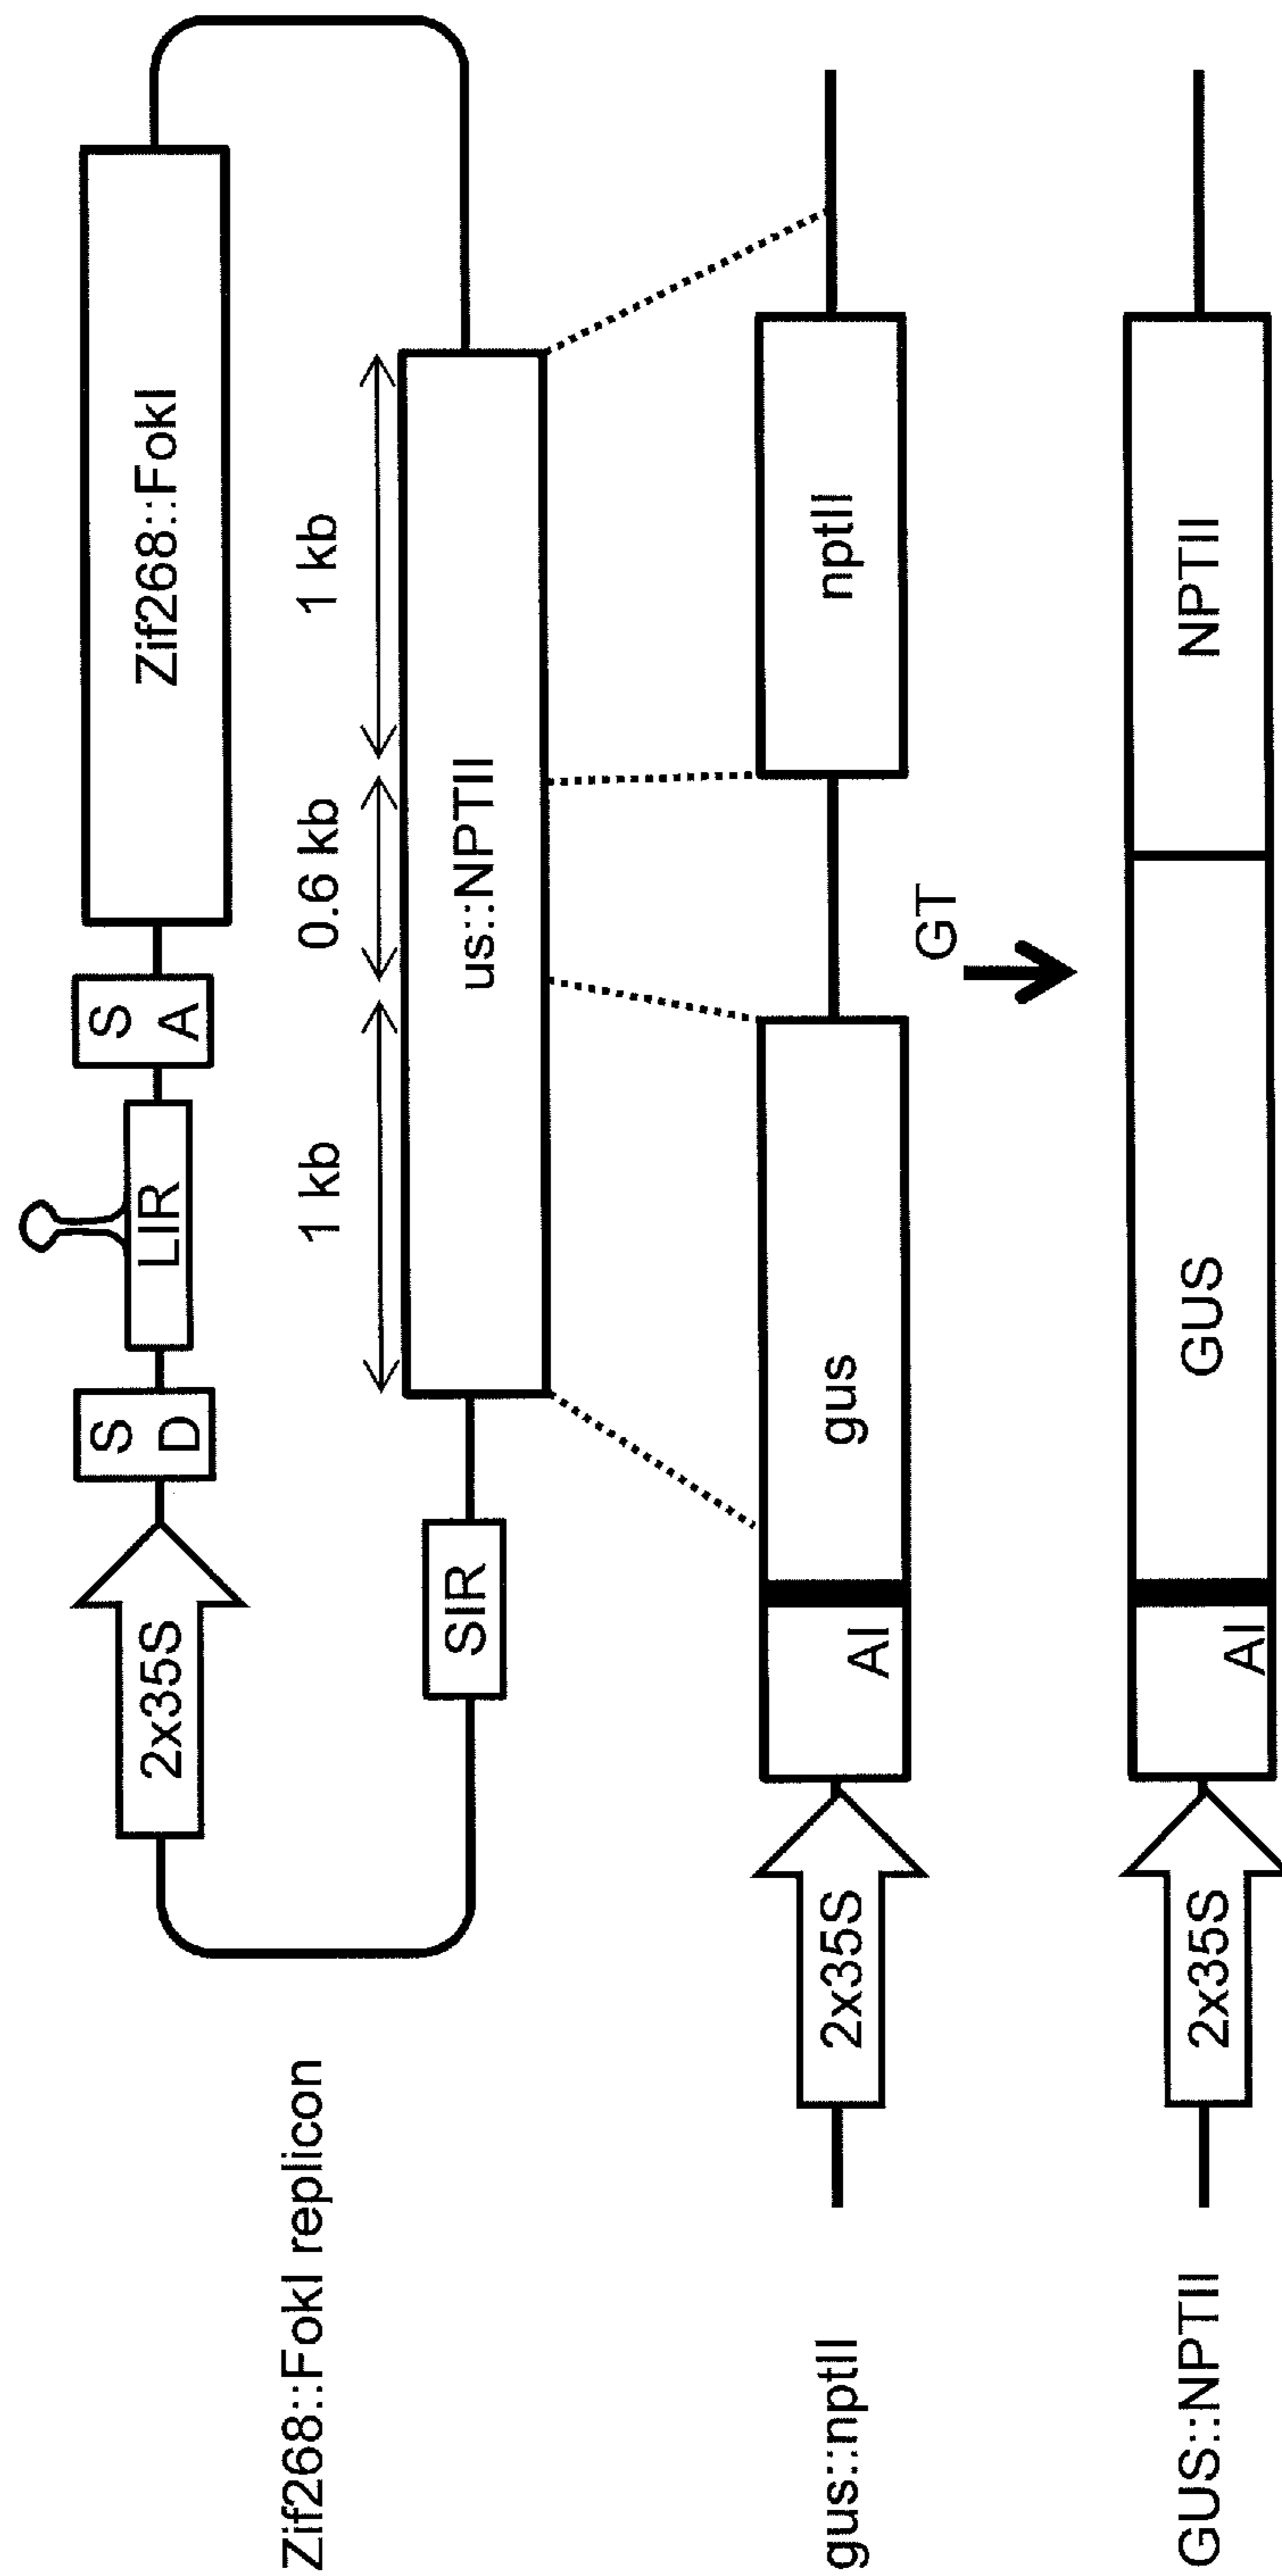 Zif268::FokI replicon
2x35S
S
D
LIR
S
A
Zif268::FokI
1 kb
0.6 kb
1 kb
SIR
us::NPTII
gus::nptII
2x35S
AI
gus
nptII
GT
GUS::NPTII
2x35S
AI
GUS
NPTII